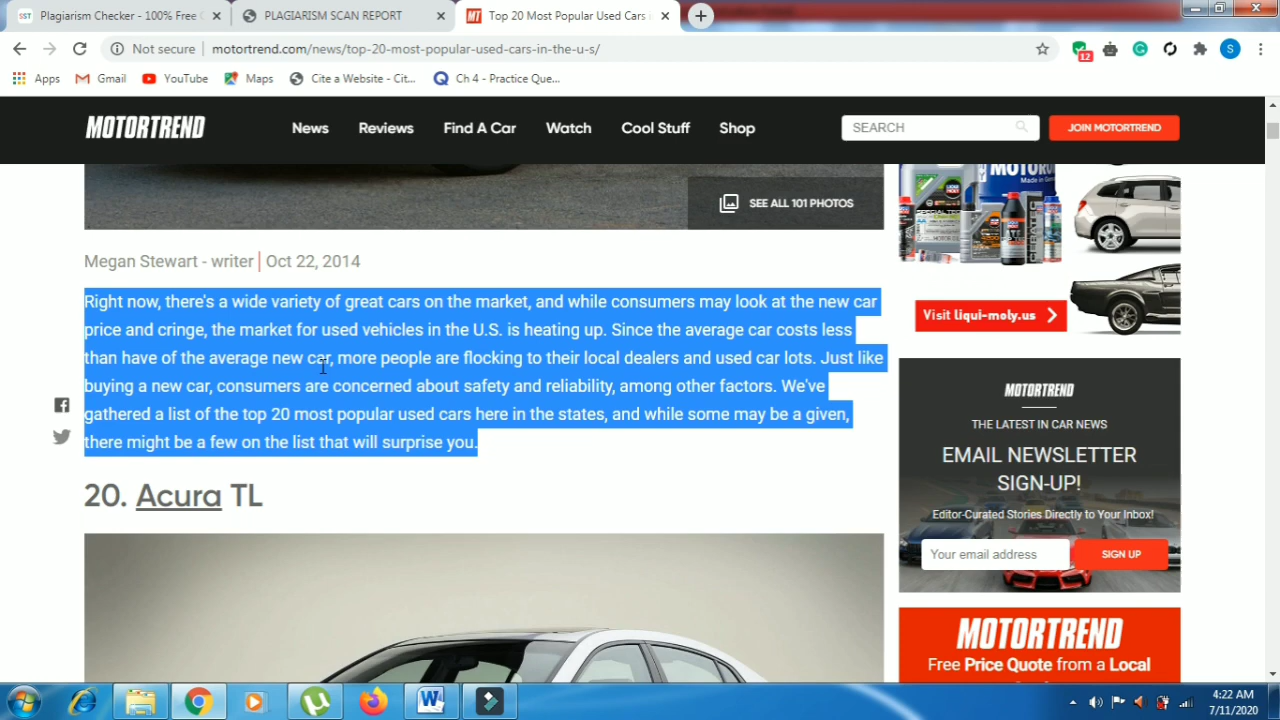 Plagiarism Checker - 100% Free C
PLAGIARISM SCAN REPORT
Top 20 Most Popular Used Cars
Not secure
motortrend.com/news/top-20-most-popular-used-cars-in-the-u-s/
12
S
Apps
Gmail
YouTube
Maps
Cite a Website - Cit...
Ch 4 - Practice Que...
MOTORTREND
News
Reviews
Find A Car
Watch
Cool Stuff
Shop
SEARCH
JOIN MOTORTREND
SEE ALL 101 PHOTOS
Megan Stewart - writer | Oct 22, 2014
Right now, there's a wide variety of great cars on the market, and while consumers may look at the new car
price and cringe, the market for used vehicles in the U.S. is heating up. Since the average car costs less
than have of the average new car, more people are flocking to their local dealers and used car lots. Just like
buying a new car, consumers are concerned about safety and reliability, among other factors. We've
gathered a list of the top 20 most popular used cars here in the states, and while some may be a given,
there might be a few on the list that will surprise you.
20. Acura TL
Visit liqui-moly.us
MOTORTREND
THE LATEST IN CAR NEWS
EMAIL NEWSLETTER
SIGN-UP!
Editor-Curated Stories Directly to Your Inbox!
Your email address
SIGN UP
MOTORTREND
Free Price Quote from a Local
4:22 AM
7/11/2020